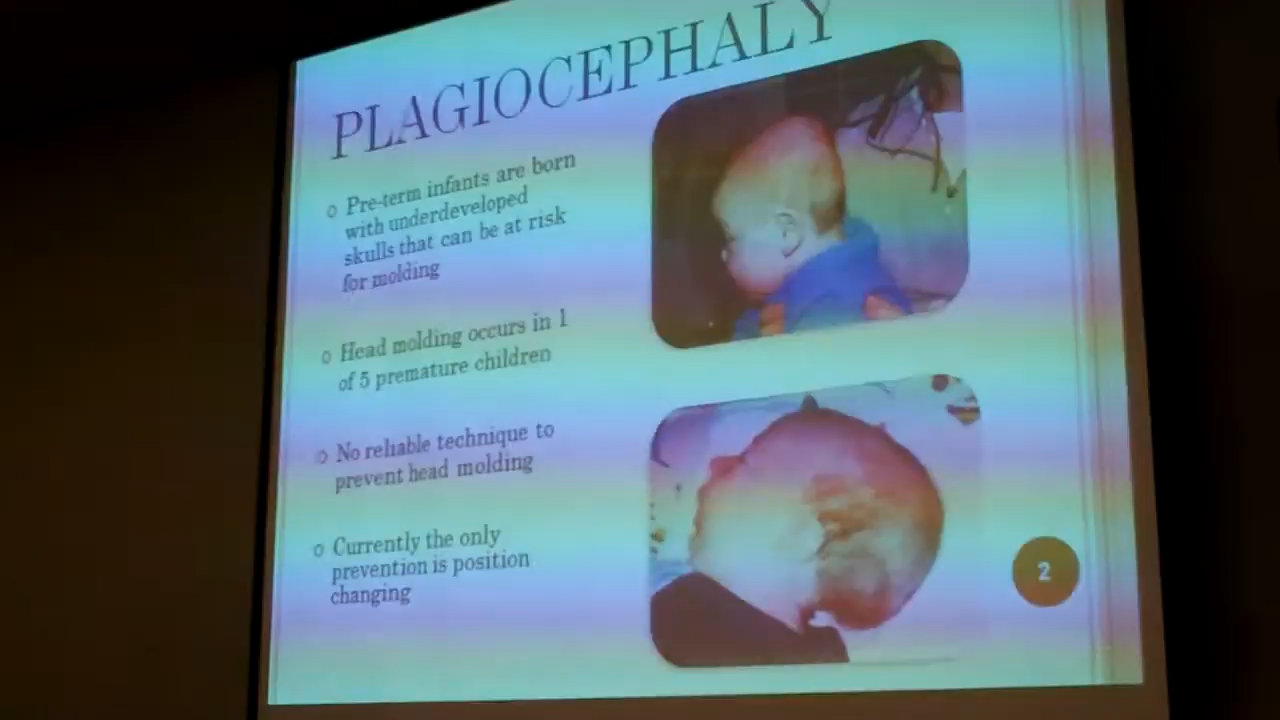 PLAGIOCEPHALY
o Pre-term infants are born
with underdeveloped
skulls that can be at risk
for molding
o Head molding occurs in 1
of 5 premature children
o No reliable technique to
prevent head molding
o Currently the only
prevention is position
changing
2